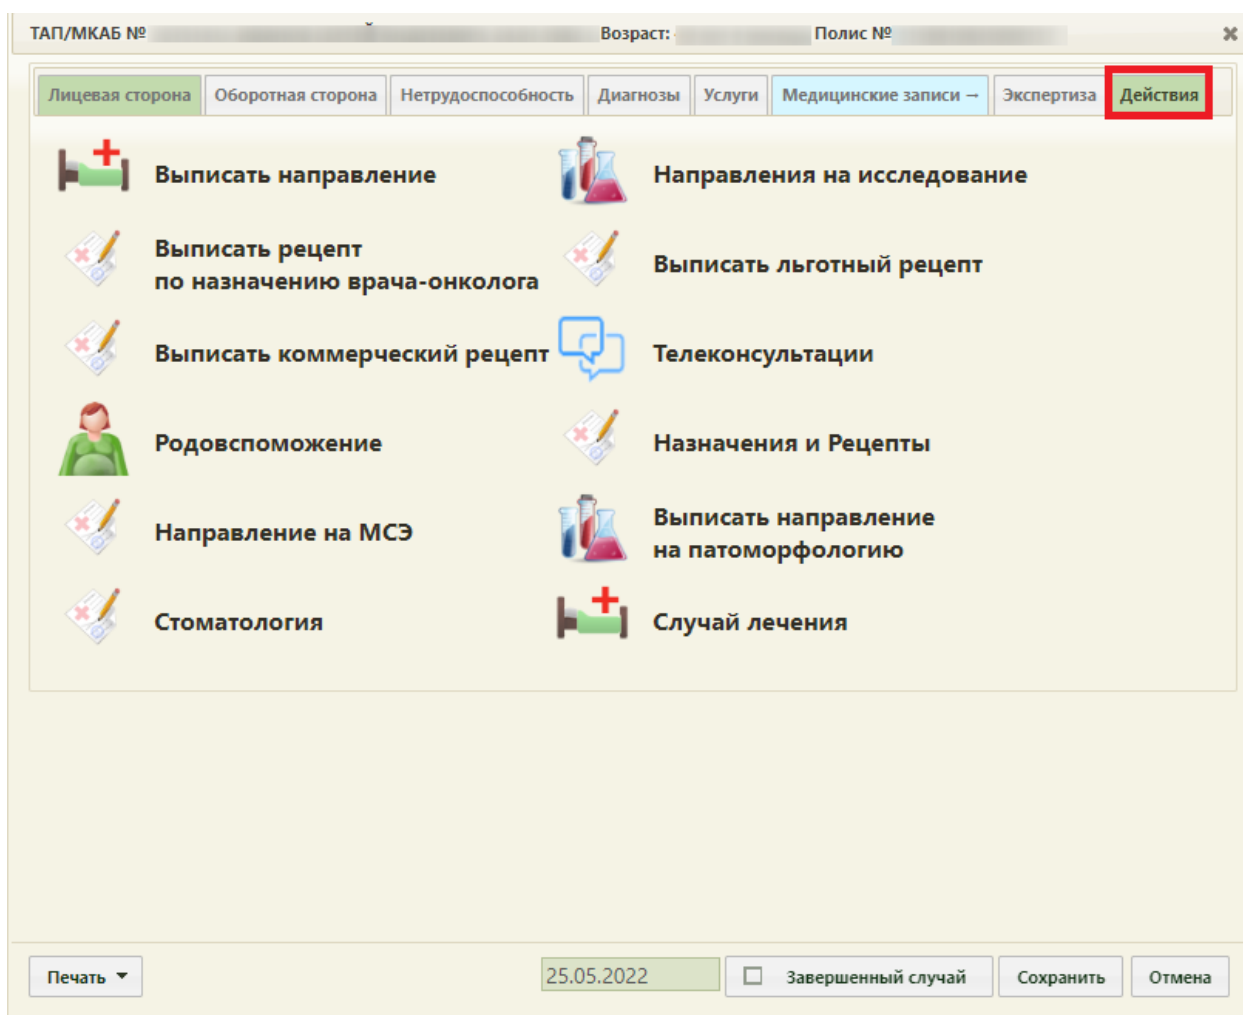 ТАП/МКАБ № Возраст: Полис №
Лицевая сторона Оборотная сторона Нетрудоспособность Диагнозы Услуги Медицинские записи → Экспертиза Действия
Выписать направление
Направления на исследование
Выписать рецепт
по назначению врача-онколога
Выписать льготный рецепт
Выписать коммерческий рецепт
Телеконсультации
Родовспоможение
Назначения и Рецепты
Направление на МСЭ
Выписать направление
на патоморфологию
Стоматология
Случай лечения
Печать 25.05.2022 Завершенный случай Сохранить Отмена